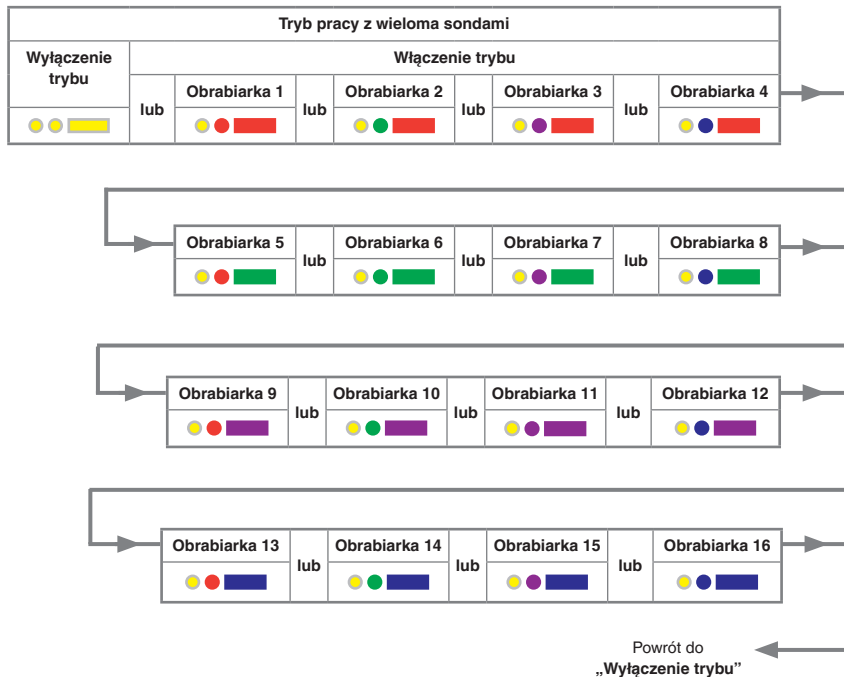 Tryb pracy z wieloma sondami
Wyłączenie
trybu
Włączenie trybu
lub
Obrabiarka 1
lub
Obrabiarka 2
lub
Obrabiarka 3
lub
Obrabiarka 4
Obrabiarka 5
lub
Obrabiarka 6
lub
Obrabiarka 7
lub
Obrabiarka 8
Obrabiarka 9
lub
Obrabiarka 10
lub
Obrabiarka 11
lub
Obrabiarka 12
Obrabiarka 13
lub
Obrabiarka 14
lub
Obrabiarka 15
lub
Obrabiarka 16
Powrót do
„Wyłączenie trybu”